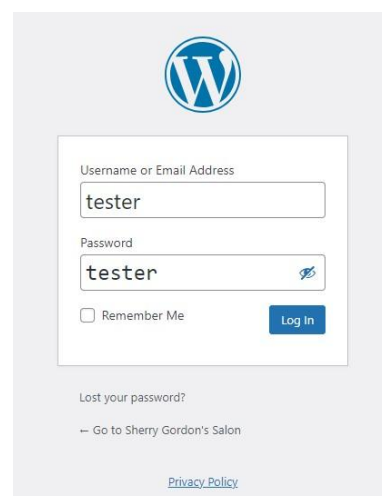 Username or Email Address
tester
Password
tester
Remember Me
Log In
Lost your password?
← Go to Sherry Gordon's Salon
Privacy Policy